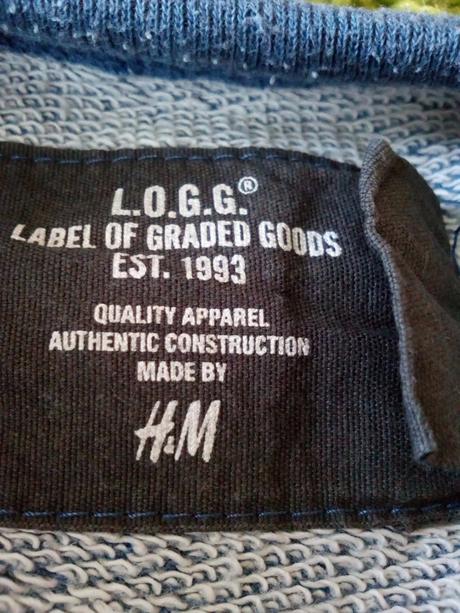 L.O.G.G.®
LABEL OF GRADED GOODS
EST. 1993
QUALITY APPAREL
AUTHENTIC CONSTRUCTION
MADE BY
H&M